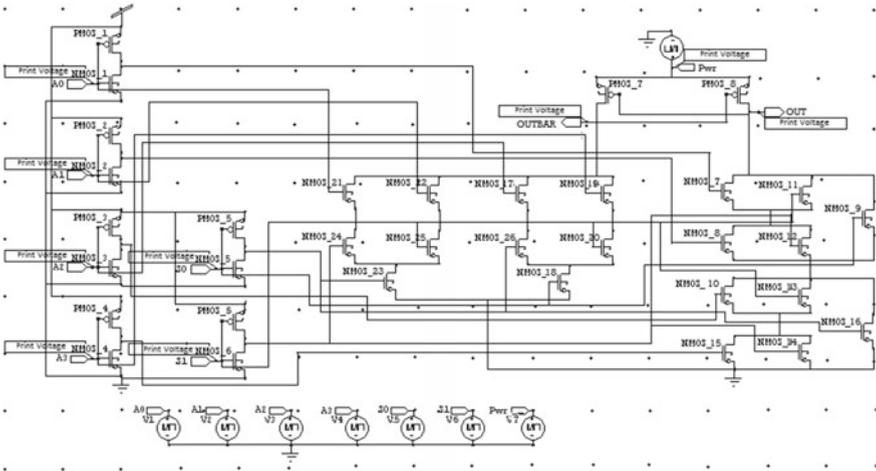 PMOS_1
Print Voltage
NMOS_1
A0
PMOS_2
Print Voltage
NMOS_2
A1
PMOS_3
Print Voltage
NMOS_3
A2
PMOS_5
Print Voltage
NMOS_5
S0
PMOS_4
Print Voltage
NMOS_4
A3
PMOS_5
Print Voltage
NMOS_6
S1
Print Voltage
Pwr
PMOS_7
PMOS_8
Print Voltage
OUTBAR
OUT
Print Voltage
NMOS_21
NMOS_22
NMOS_17
NMOS_19
NMOS_7
NMOS_11
NMOS_9
NMOS_24
NMOS_25
NMOS_26
NMOS_20
NMOS_8
NMOS_12
NMOS_23
NMOS_18
NMOS_10
NMOS_13
NMOS_16
NMOS_15
NMOS_14
A0
V1
A1
V2
A2
V3
A3
V4
S0
V5
S1
V6
Pwr